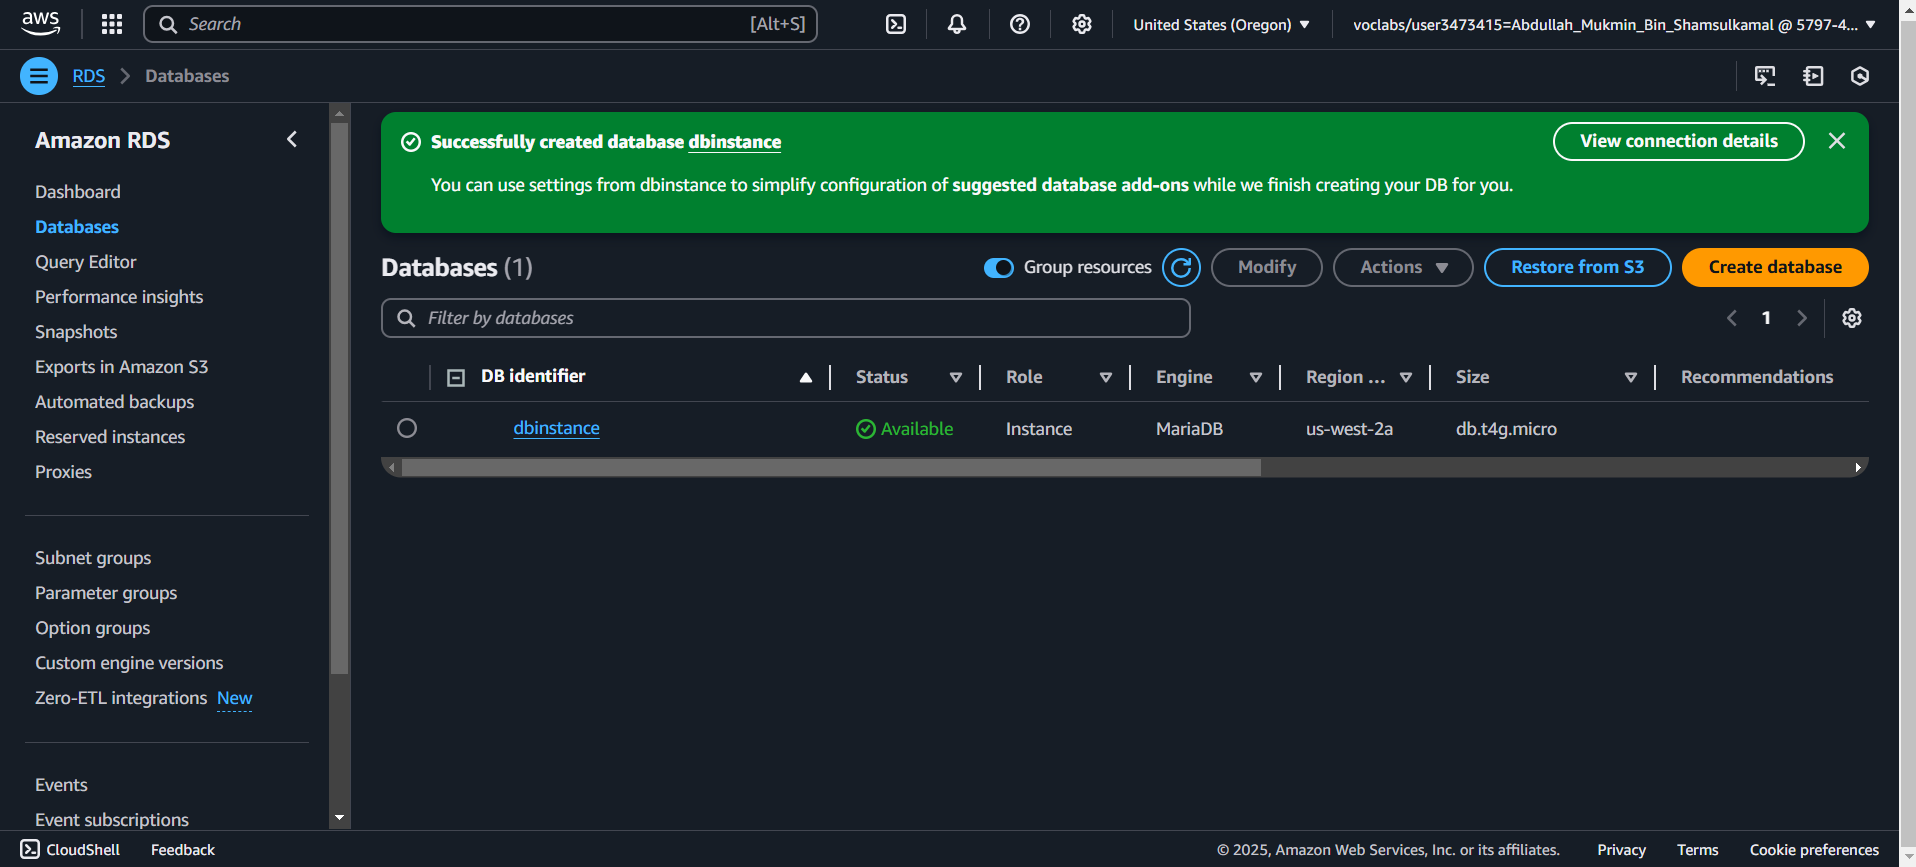 aws
Search [Alt+S]
United States (Oregon)
voclabs/user3473415=Abdullah_Mukmin_Bin_Shamsulkamal @ 5797-4...
RDS
Databases
Amazon RDS
Dashboard
Databases
Query Editor
Performance insights
Snapshots
Exports in Amazon S3
Automated backups
Reserved instances
Proxies
Subnet groups
Parameter groups
Option groups
Custom engine versions
Zero-ETL integrations New
Events
Event subscriptions
Successfully created database dbinstance
View connection details
You can use settings from dbinstance to simplify configuration of suggested database add-ons while we finish creating your DB for you.
Databases (1)
Group resources
Modify
Actions
Restore from S3
Create database
Filter by databases
1
DB identifier Status Role Engine Region ... Size Recommendations
dbinstance Available Instance MariaDB us-west-2a db.t4g.micro
CloudShell Feedback © 2025, Amazon Web Services, Inc. or its affiliates. Privacy Terms Cookie preferences